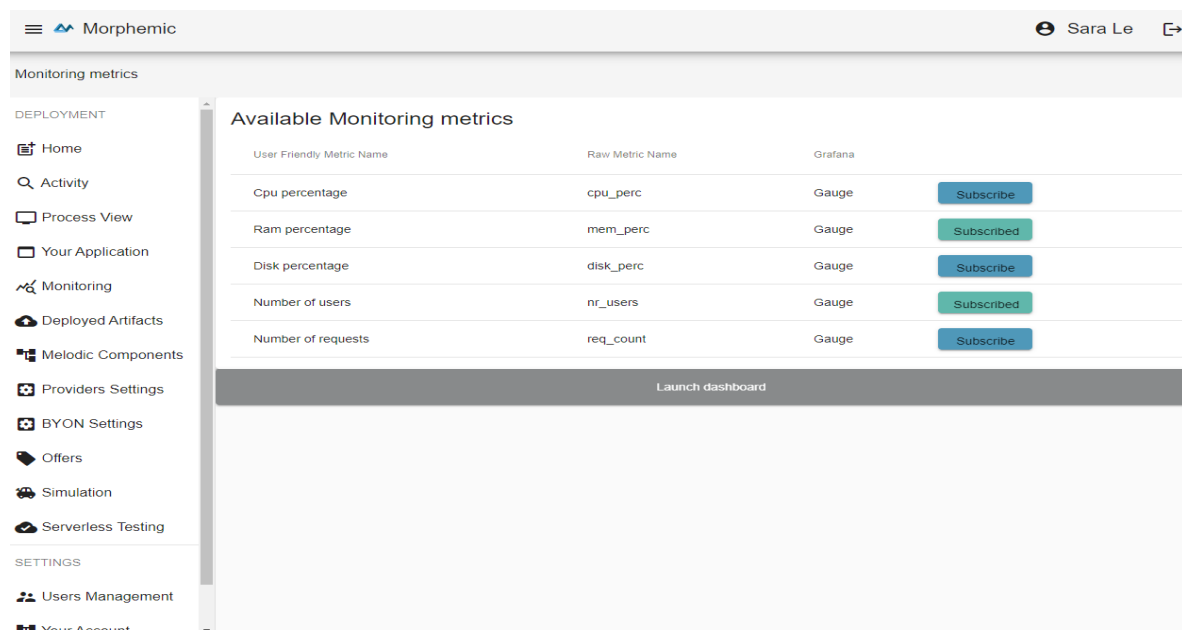 Morphemic
Sara Le
Monitoring metrics
DEPLOYMENT
Home
Activity
Process View
Your Application
Monitoring
Deployed Artifacts
Melodic Components
Providers Settings
BYON Settings
Offers
Simulation
Serverless Testing
SETTINGS
Users Management
Your Account
Available Monitoring metrics
User Friendly Metric Name Raw Metric Name Grafana
Cpu percentage cpu_perc Gauge Subscribe
Ram percentage mem_perc Gauge Subscribed
Disk percentage disk_perc Gauge Subscribe
Number of users nr_users Gauge Subscribed
Number of requests req_count Gauge Subscribe
Launch dashboard